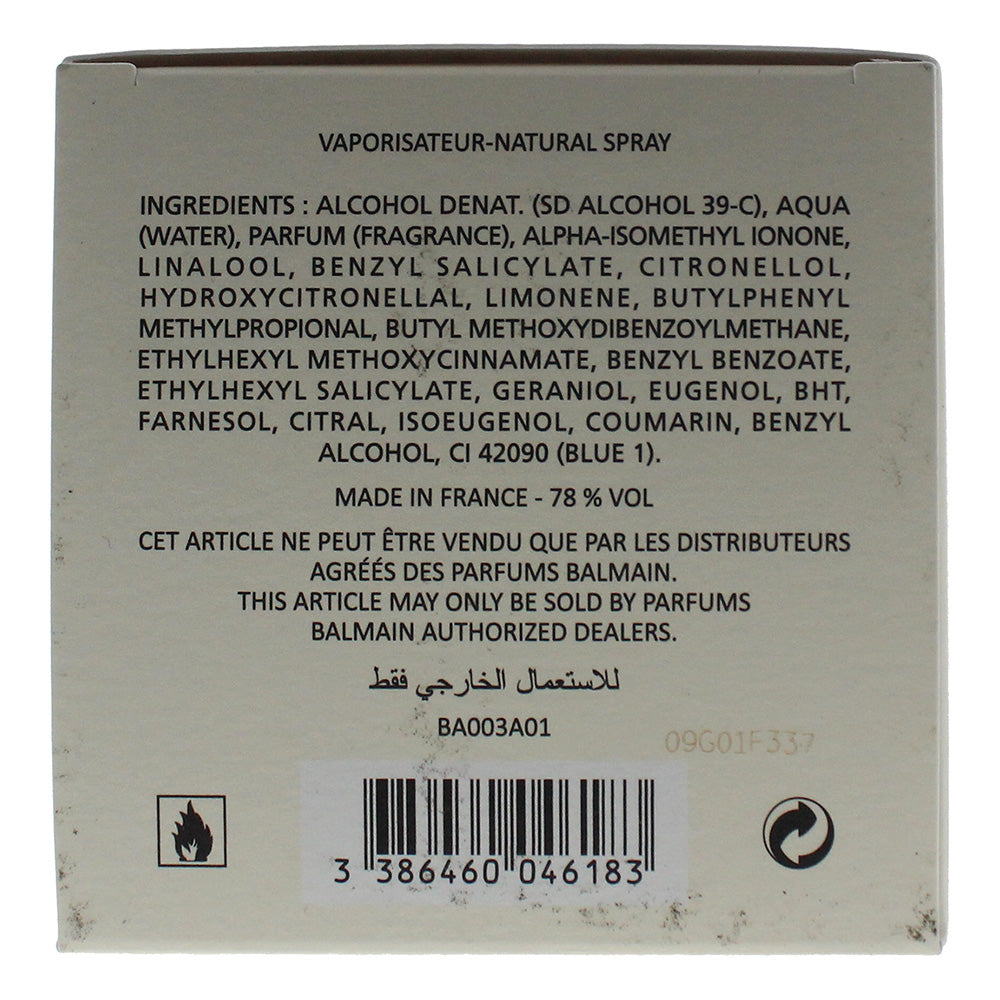 VAPORISATEUR-NATURAL SPRAY
INGREDIENTS : ALCOHOL DENAT. (SD ALCOHOL 39-C), AQUA
(WATER), PARFUM (FRAGRANCE), ALPHA-ISOMETHYL IONONE,
LINALOOL, BENZYL SALICYLATE, CITRONELLOL,
HYDROXYCITRONELLAL, LIMONENE, BUTYLPHENYL
METHYLPROPIONAL, BUTYL METHOXYDIBENZOYLMETHANE,
ETHYLHEXYL METHOXYCINNAMATE, BENZYL BENZOATE,
ETHYLHEXYL SALICYLATE, GERANIOL, EUGENOL, BHT,
FARNESOL, CITRAL, ISOEUGENOL, COUMARIN, BENZYL
ALCOHOL, CI 42090 (BLUE 1).
MADE IN FRANCE - 78 % VOL
CET ARTICLE NE PEUT ÊTRE VENDU QUE PAR LES DISTRIBUTEURS
AGRÉÉS DES PARFUMS BALMAIN.
THIS ARTICLE MAY ONLY BE SOLD BY PARFUMS
BALMAIN AUTHORIZED DEALERS.
للاستعمال الخارجي فقط
BA003A01
09G01F337
3 386460 046183